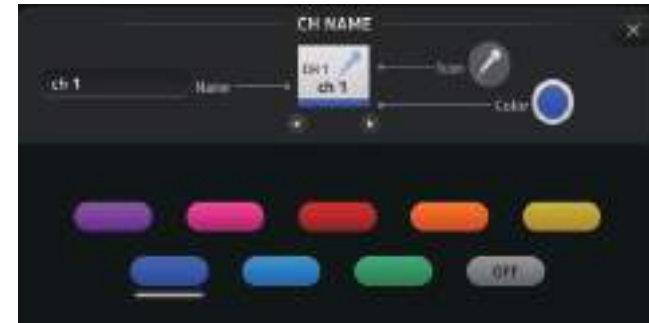 CH NAME
ch 1
Name
CH 1
ch 1
Icon
Color
OFF